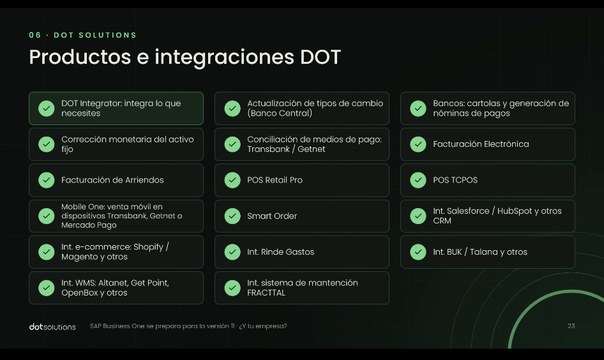 06 · DOT SOLUTIONS
Productos e integraciones DOT
DOT Integrator: integra lo que
necesites
Corrección monetaria del activo
fijo
Facturación de Arriendos
Mobile One: venta móvil en
dispositivos Transbank, Getnet o
Mercado Pago
Int. e-commerce: Shopify /
Magento y otros
Int. WMS: Altanet, Get Point,
OpenBox y otros
Actualización de tipos de cambio
(Banco Central)
Conciliación de medios de pago:
Transbank / Getnet
POS Retail Pro
Smart Order
Int. Rinde Gastos
Int. sistema de mantención
FRACTTAL
Bancos: cartolas y generación de
nóminas de pagos
Facturación Electrónica
POS TCPOS
Int. Salesforce / HubSpot y otros
CRM
Int. BUK / Talana y otros
dotsolutions
SAP Business One se prepara para la versión 11 · ¿Y tu empresa?
23